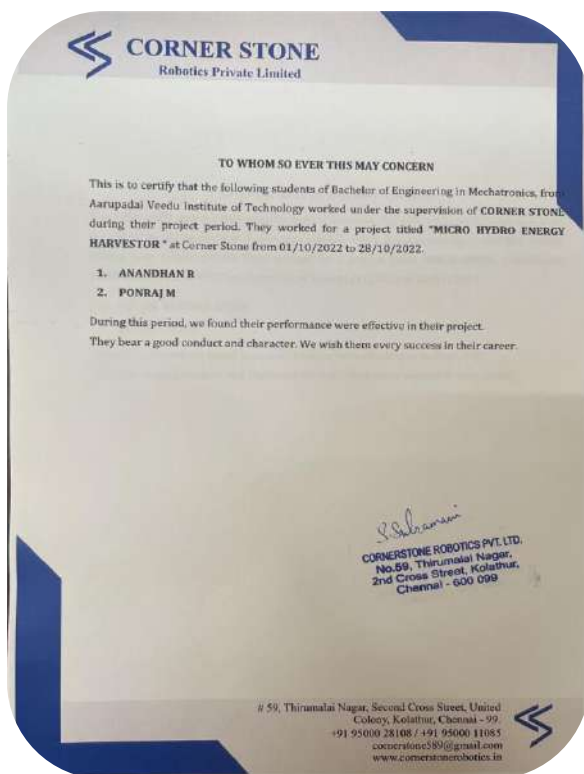 CORNER STONE
Robotics Private Limited
TO WHOM SO EVER THIS MAY CONCERN
This is to certify that the following students of Bachelor of Engineering in Mechatronics, from
Aarupadai Veedu Institute of Technology worked under the supervision of CORNER STONE
during their project period. They worked for a project titled "MICRO HYDRO ENERGY
HARVESTOR " at Corner Stone from 01/10/2022 to 28/10/2022.
1. ANANDHAN R
2. PONRAJ M
During this period, we found their performance were effective in their project.
They bear a good conduct and character. We wish them every success in their career.
S. Subramani
CORNERSTONE ROBOTICS PVT. LTD.
No.59, Thirumalai Nagar,
2nd Cross Street, Kolathur,
Chennai - 600 099
# 59, Thirumalai Nagar, Second Cross Street, United
Colony, Kolathur, Chennai - 99.
+91 95000 28108 / +91 95000 11085
cornerstone589@gmail.com
www.cornerstonerobotics.in